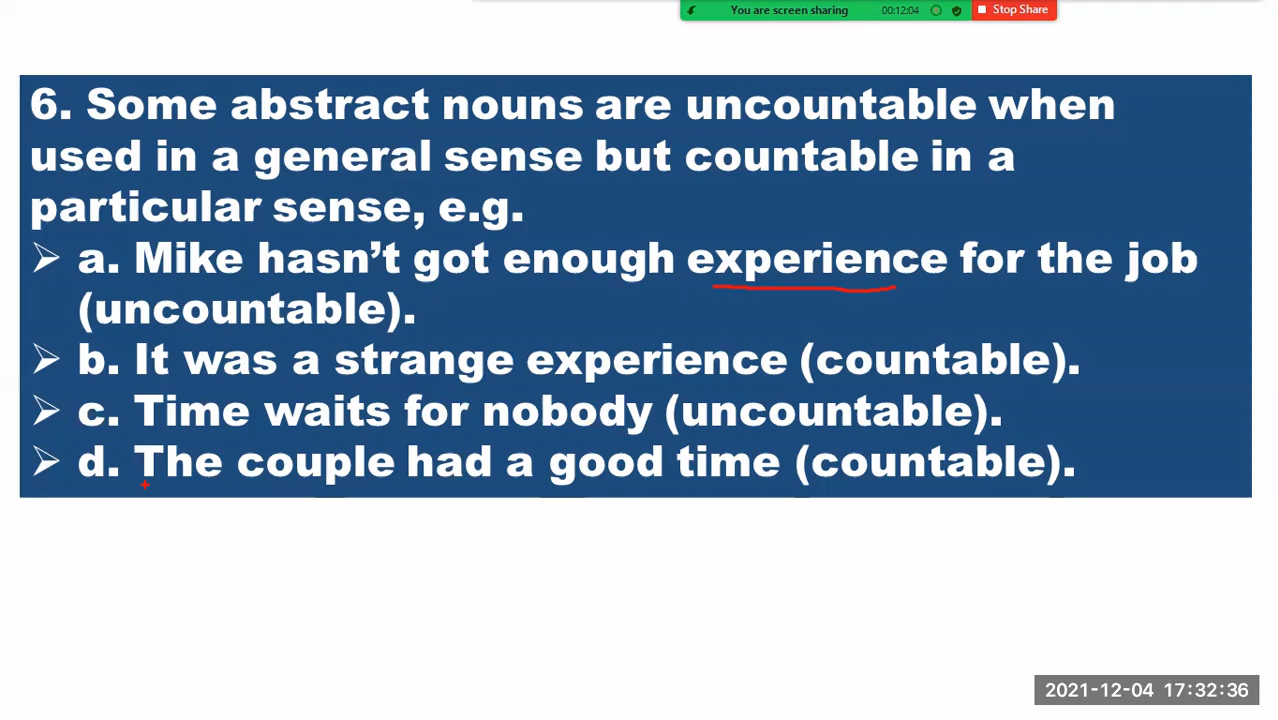 You are screen sharing 00:12:04 Stop Share
6. Some abstract nouns are uncountable when
used in a general sense but countable in a
particular sense, e.g.
➢ a. Mike hasn’t got enough experience for the job
(uncountable).
➢ b. It was a strange experience (countable).
➢ c. Time waits for nobody (uncountable).
➢ d. The couple had a good time (countable).
2021-12-04 17:32:36